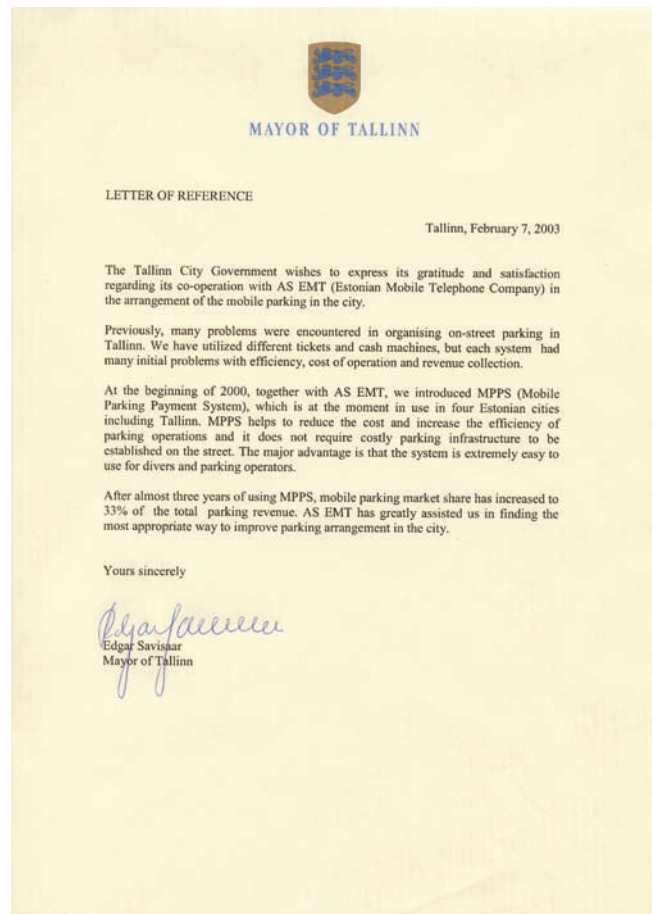 MAYOR OF TALLINN
LETTER OF REFERENCE
Tallinn, February 7, 2003
The Tallinn City Government wishes to express its gratitude and satisfaction
regarding its co-operation with AS EMT (Estonian Mobile Telephone Company) in
the arrangement of the mobile parking in the city.
Previously, many problems were encountered in organising on-street parking in
Tallinn. We have utilized different tickets and cash machines, but each system had
many initial problems with efficiency, cost of operation and revenue collection.
At the beginning of 2000, together with AS EMT, we introduced MPPS (Mobile
Parking Payment System), which is at the moment in use in four Estonian cities
including Tallinn. MPPS helps to reduce the cost and increase the efficiency of
parking operations and it does not require costly parking infrastructure to be
established on the street. The major advantage is that the system is extremely easy to
use for divers and parking operators.
After almost three years of using MPPS, mobile parking market share has increased to
33% of the total parking revenue. AS EMT has greatly assisted us in finding the
most appropriate way to improve parking arrangement in the city.
Yours sincerely
Edgar Savisaar
Mayor of Tallinn